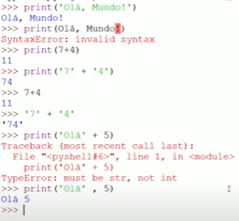 >>> print('Olá, Mundo!')
Olá, Mundo!
>>> print(Olá, Mundo!)
SyntaxError: invalid syntax
>>> print(7+4)
11
>>> print('7' + '4')
74
>>> 7+4
11
>>> '7' + '4'
'74'
>>> print('Olá' + 5)
Traceback (most recent call last):
  File "<pyshell#6>", line 1, in <module>
    print('Olá' + 5)
TypeError: must be str, not int
>>> print('Olá' , 5)
Olá 5
>>>